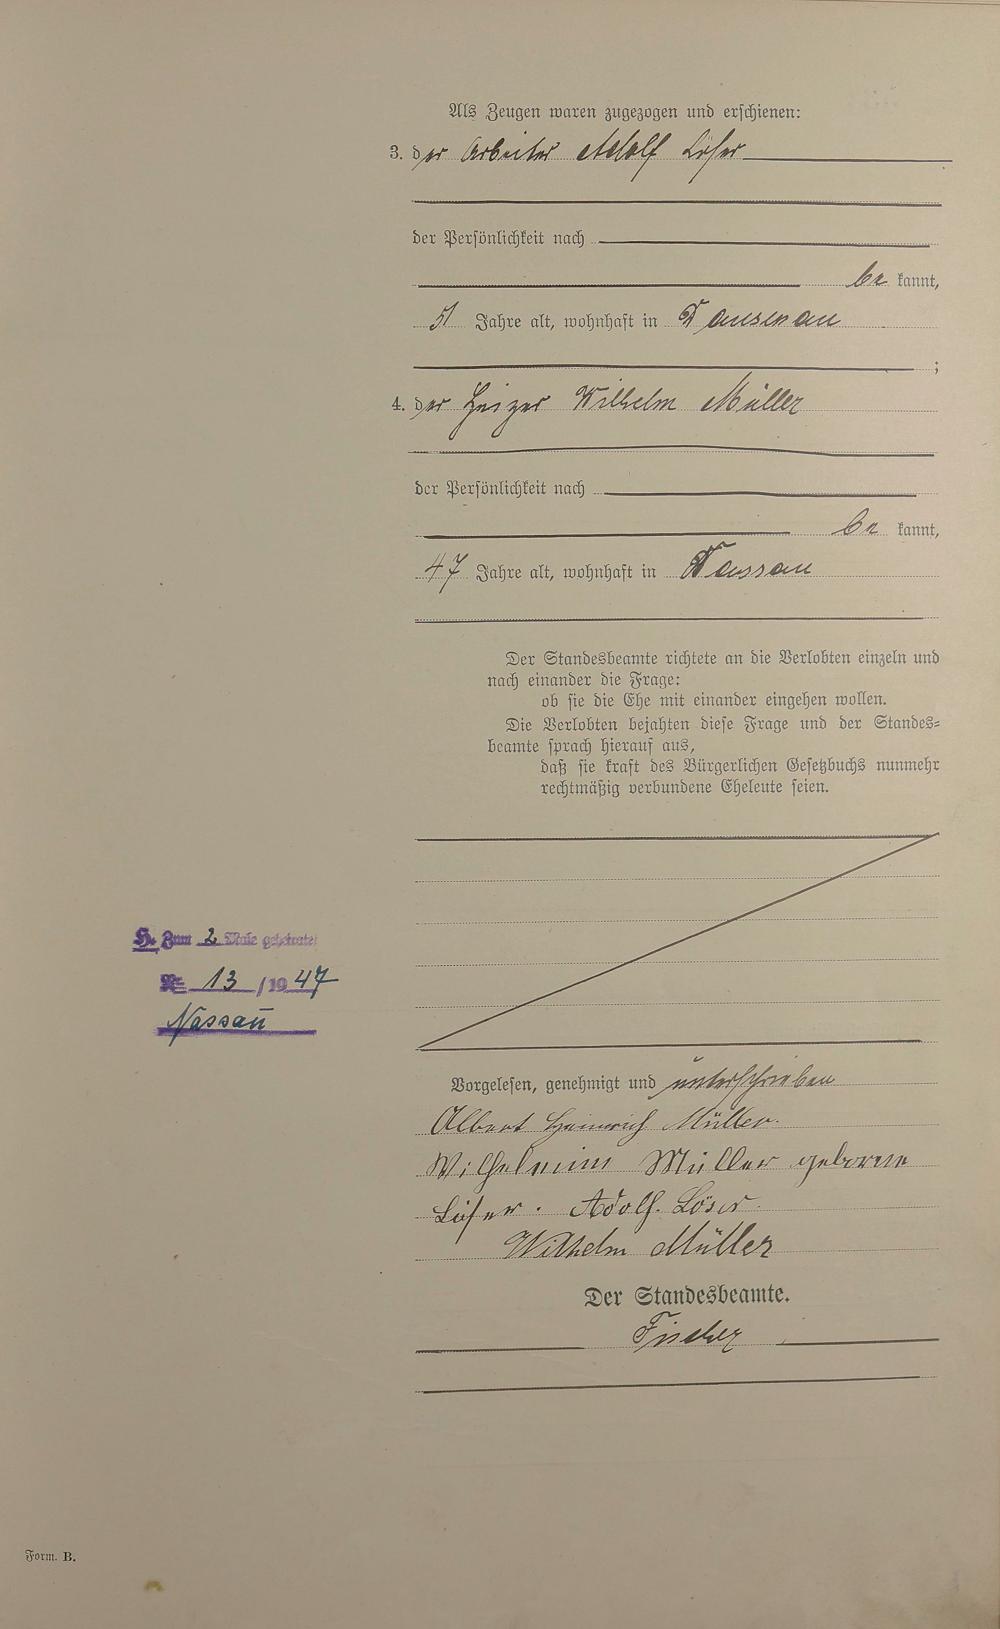 Als Zeugen waren zugezogen und erschienen:
3. der Arbeiter Adolf Löser
der Persönlichkeit nach
be kannt,
51 Jahre alt, wohnhaft in Dausenau
;
4. der Heizer Wilhelm Müller
der Persönlichkeit nach
be kannt,
47 Jahre alt, wohnhaft in Nassau
Der Standesbeamte richtete an die Verlobten einzeln und
nach einander die Frage:
ob sie die Ehe mit einander eingehen wollen.
Die Verlobten bejahten diese Frage und der Standes=
beamte sprach hierauf aus,
daß sie kraft des Bürgerlichen Gesetzbuchs nunmehr
rechtmäßig verbundene Eheleute seien.
H. Zum 2 Male geheiratet
Nr. 13 /1947
Nassau
Vorgelesen, genehmigt und unterschrieben
Albert Heinrich Müller.
Wilhelmine Müller geborene
Löser. Adolf Löser
Wilhelm Müller
Der Standesbeamte.
Fischer
Form. B.